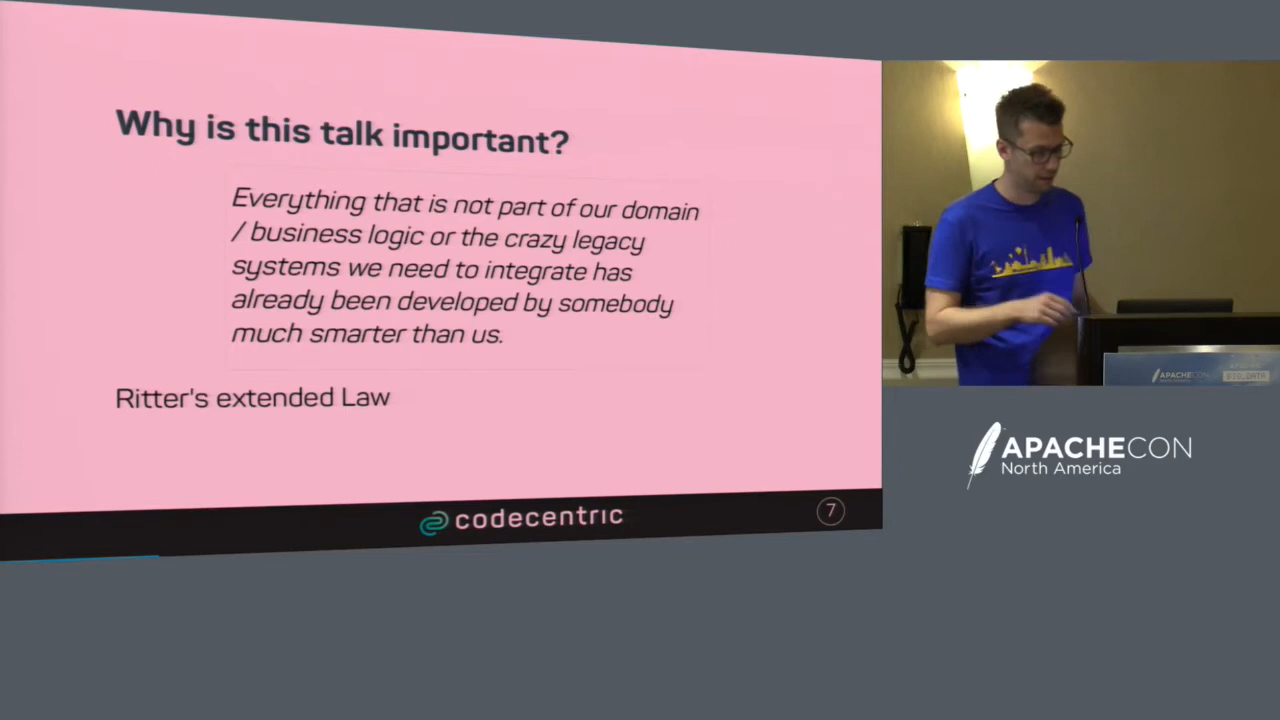 Why is this talk important?
Everything that is not part of our domain
/ business logic or the crazy legacy
systems we need to integrate has
already been developed by somebody
much smarter than us.
Ritter's extended Law
codecentric
7
APACHECON
North America
APACHECON
BIG_DATA